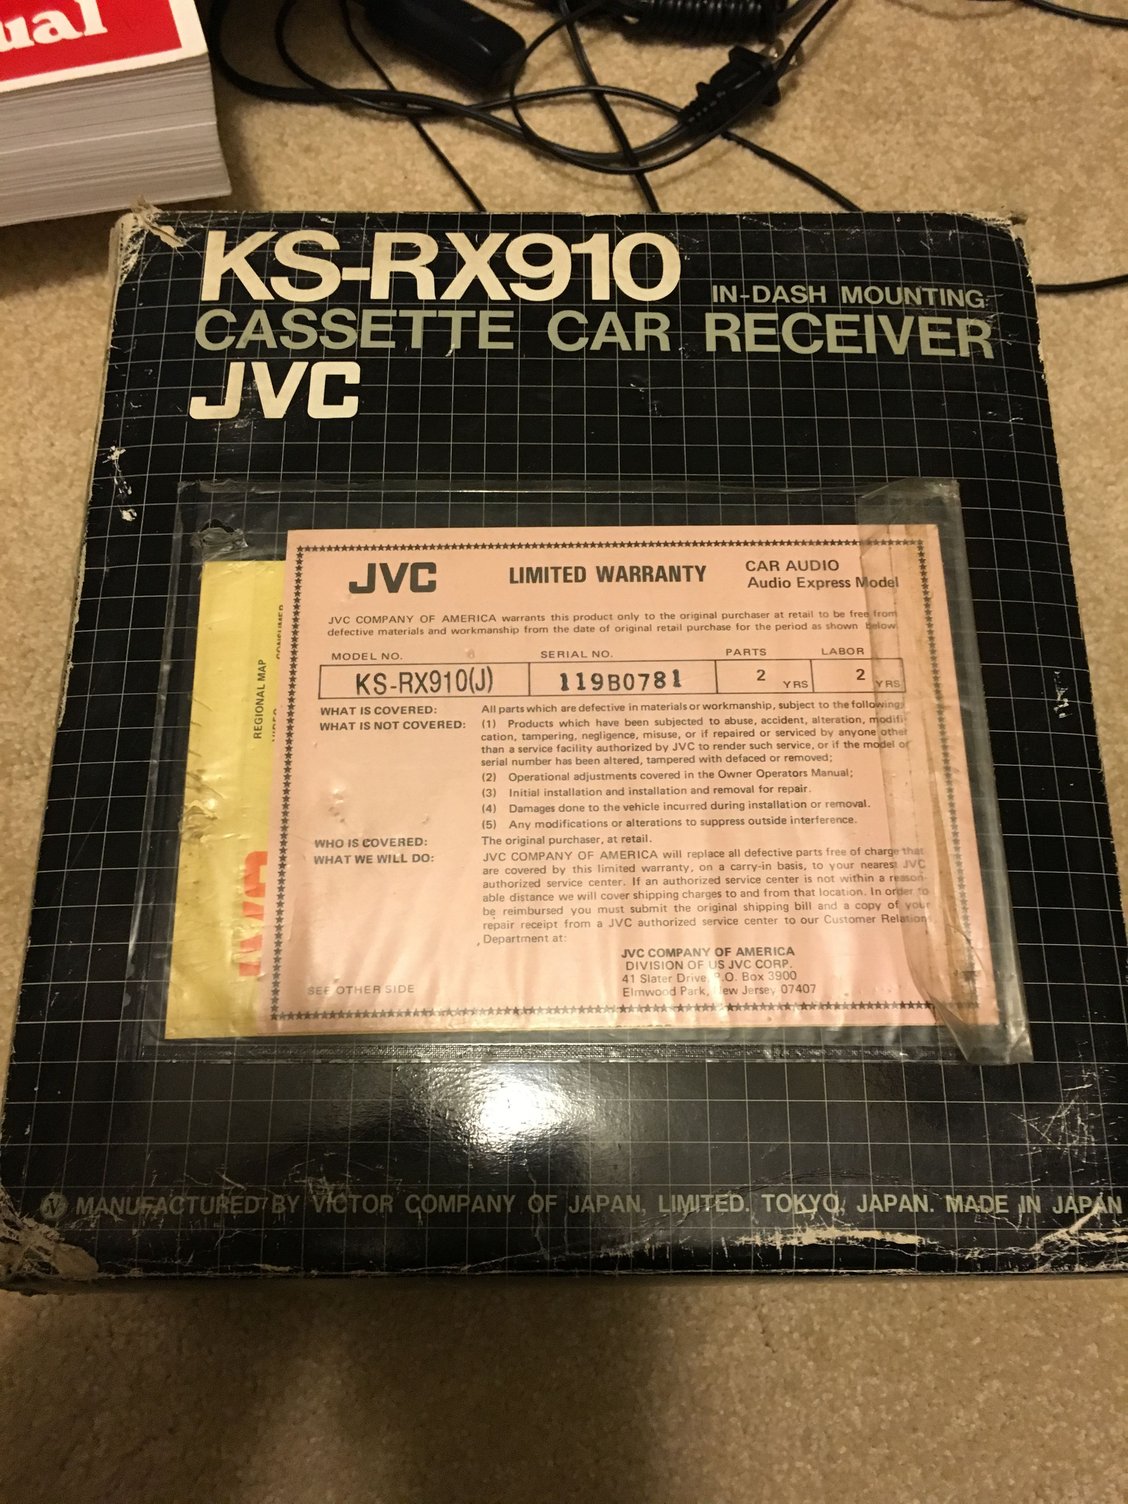 ual
KS-RX910
IN-DASH MOUNTING
CASSETTE CAR RECEIVER
JVC
REGIONAL MAP
CONSUMER
VIDEO
JVC
LIMITED WARRANTY
CAR AUDIO
Audio Express Model
JVC COMPANY OF AMERICA warrants this product only to the original purchaser at retail to be free from
defective materials and workmanship from the date of original retail purchase for the period as shown below.
MODEL NO. SERIAL NO. PARTS LABOR
KS-RX910(J) 119B0781 2 YRS 2 YRS
WHAT IS COVERED: All parts which are defective in materials or workmanship, subject to the following:
WHAT IS NOT COVERED: (1) Products which have been subjected to abuse, accident, alteration, modifi-
cation, tampering, negligence, misuse, or if repaired or serviced by anyone other
than a service facility authorized by JVC to render such service, or if the model or
serial number has been altered, tampered with defaced or removed;
(2) Operational adjustments covered in the Owner Operators Manual;
(3) Initial installation and installation and removal for repair.
(4) Damages done to the vehicle incurred during installation or removal.
(5) Any modifications or alterations to suppress outside interference.
WHO IS COVERED: The original purchaser, at retail.
WHAT WE WILL DO: JVC COMPANY OF AMERICA will replace all defective parts free of charge that
are covered by this limited warranty, on a carry-in basis, to your nearest JVC
authorized service center. If an authorized service center is not within a reason-
able distance we will cover shipping charges to and from that location. In order to
be reimbursed you must submit the original shipping bill and a copy of your
repair receipt from a JVC authorized service center to our Customer Relations
Department at:
JVC COMPANY OF AMERICA
DIVISION OF US JVC CORP.
41 Slater Drive, P.O. Box 3900
Elmwood Park, New Jersey 07407
SEE OTHER SIDE
MANUFACTURED BY VICTOR COMPANY OF JAPAN, LIMITED. TOKYO, JAPAN. MADE IN JAPAN